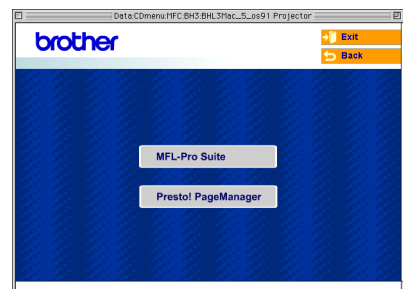 Data:CDmenu:MFC:BH3:BHL3Mac_5_os91 Projector
brother
Exit
Back
MFL-Pro Suite
Presto! PageManager